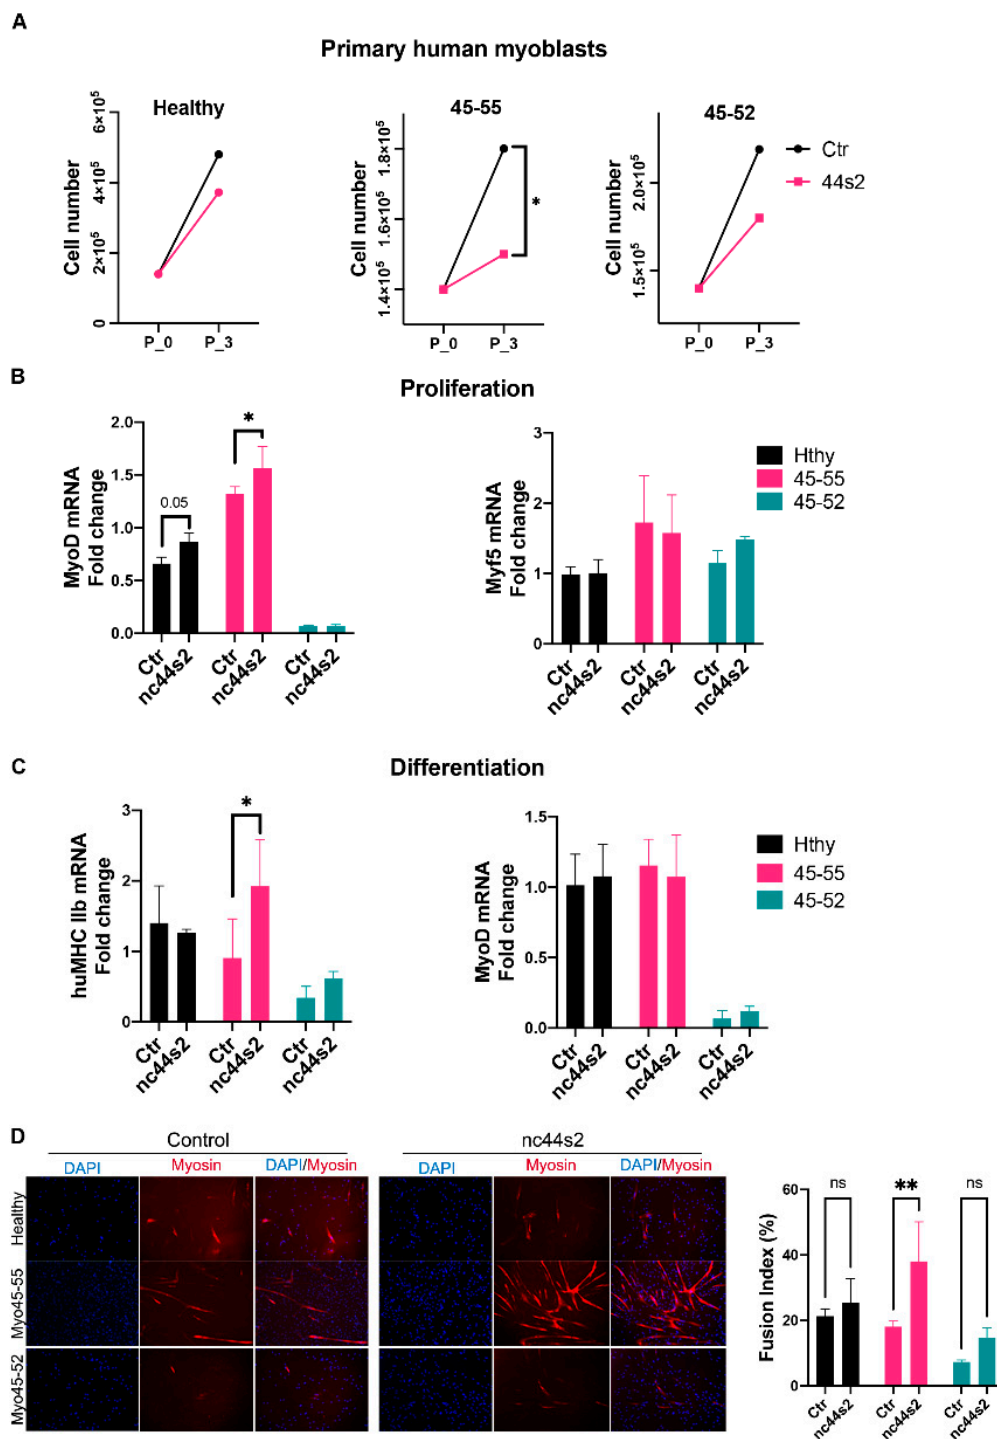 A
Primary human myoblasts
Healthy
45-55
45-52
Cell number
6×10⁵
4×10⁵
2×10⁵
0
P_0 P_3
Cell number
1.8×10⁵
1.6×10⁵
1.4×10⁵
*
P_0 P_3
Cell number
2.0×10⁵
1.5×10⁵
P_0 P_3
Ctr
44s2
B
Proliferation
MyoD mRNA
Fold change
2.0
1.5
1.0
0.5
0.0
0.05
*
Ctr
nc44s2
Ctr
nc44s2
Ctr
nc44s2
Myf5 mRNA
Fold change
3
2
1
0
Ctr
nc44s2
Ctr
nc44s2
Ctr
nc44s2
Hthy
45-55
45-52
C
Differentiation
huMHC IIb mRNA
Fold change
3
2
1
0
*
Ctr
nc44s2
Ctr
nc44s2
Ctr
nc44s2
MyoD mRNA
Fold change
1.5
1.0
0.5
0.0
Ctr
nc44s2
Ctr
nc44s2
Ctr
nc44s2
Hthy
45-55
45-52
D
Control
nc44s2
DAPI
Myosin
DAPI/Myosin
DAPI
Myosin
DAPI/Myosin
Healthy
Myo45-55
Myo45-52
Fusion Index (%)
60
40
20
0
ns
**
ns
Ctr
nc44s2
Ctr
nc44s2
Ctr
nc44s2